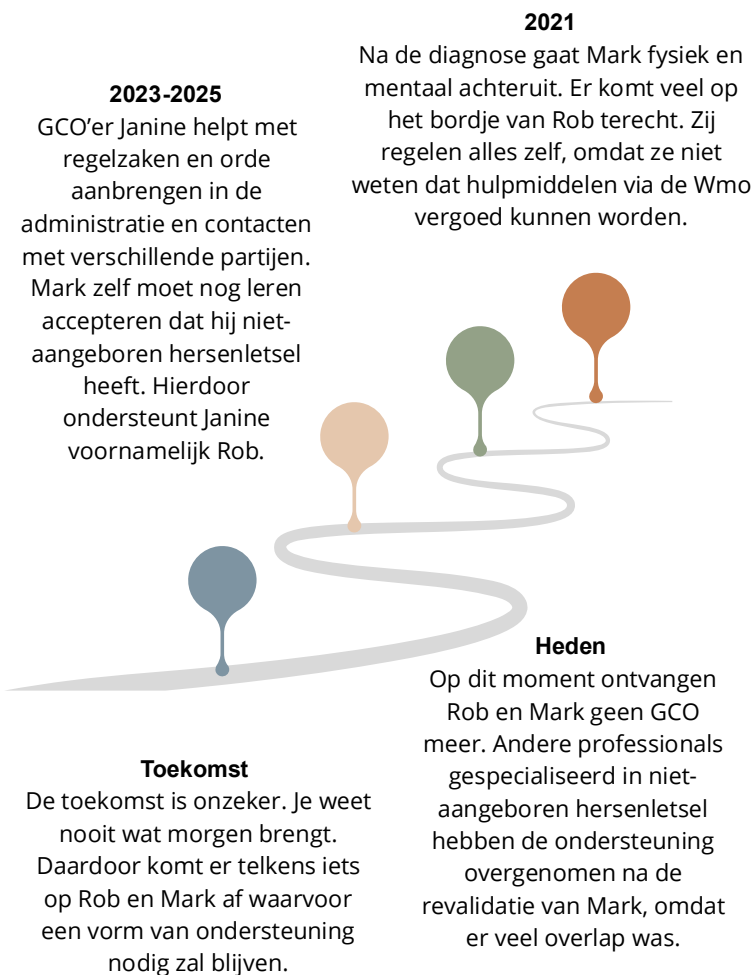 2021
Na de diagnose gaat Mark fysiek en
mentaal achteruit. Er komt veel op
het bordje van Rob terecht. Zij
regelen alles zelf, omdat ze niet
weten dat hulpmiddelen via de Wmo
vergoed kunnen worden.
2023-2025
GCO’er Janine helpt met
regelzaken en orde
aanbrengen in de
administratie en contacten
met verschillende partijen.
Mark zelf moet nog leren
accepteren dat hij niet-
aangeboren hersenletsel
heeft. Hierdoor
ondersteunt Janine
voornamelijk Rob.
Heden
Op dit moment ontvangen
Rob en Mark geen GCO
meer. Andere professionals
gespecialiseerd in niet-
aangeboren hersenletsel
hebben de ondersteuning
overgenomen na de
revalidatie van Mark, omdat
er veel overlap was.
Toekomst
De toekomst is onzeker. Je weet
nooit wat morgen brengt.
Daardoor komt er telkens iets
op Rob en Mark af waarvoor
een vorm van ondersteuning
nodig zal blijven.